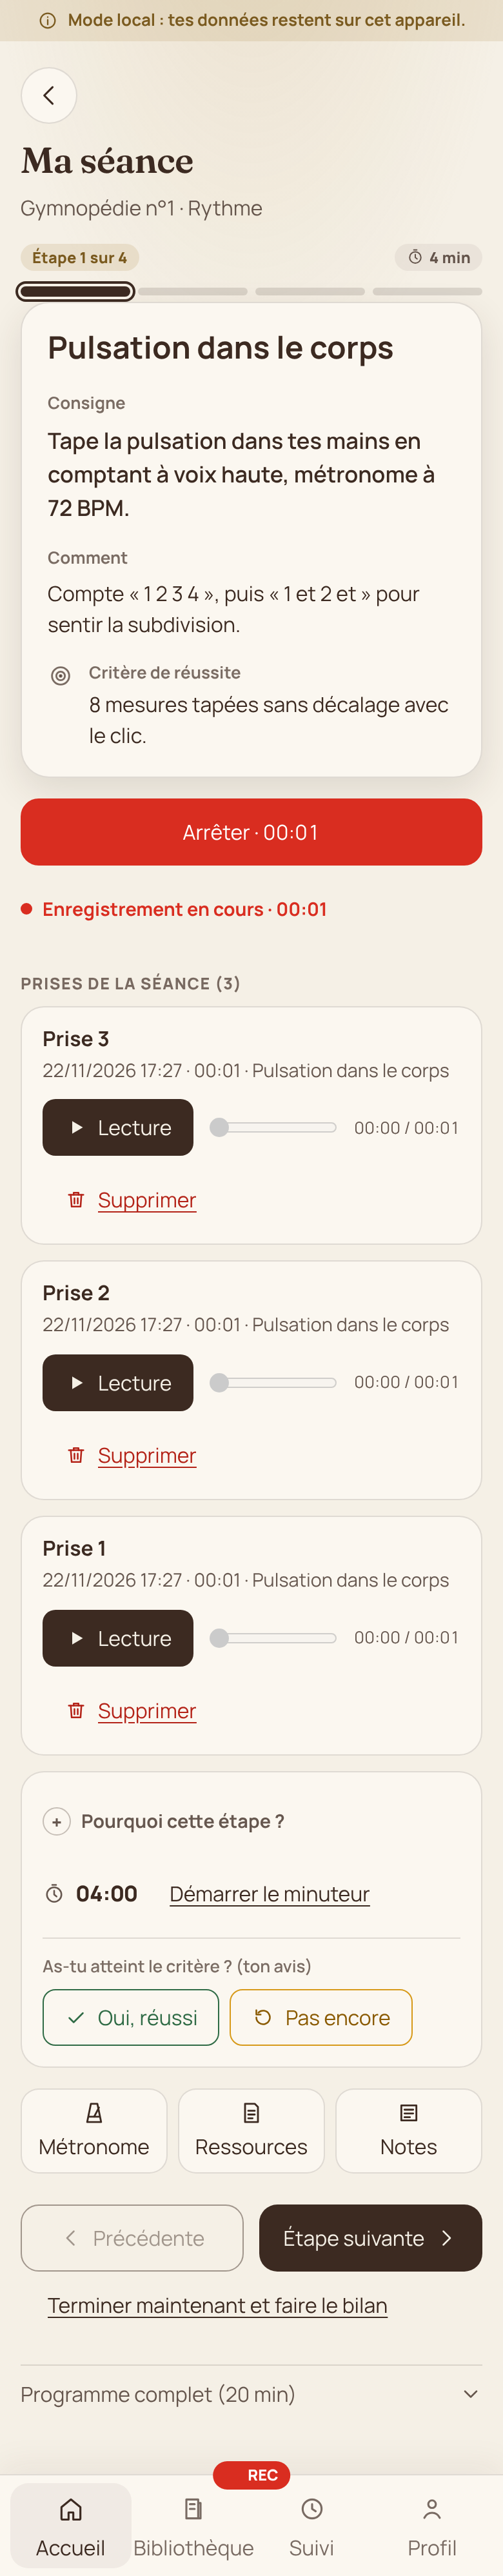 Mode local : tes données restent sur cet appareil.
Ma séance
Gymnopédie n°1 · Rythme
Étape 1 sur 4
4 min
Pulsation dans le corps
Consigne
Tape la pulsation dans tes mains en
comptant à voix haute, métronome à
72 BPM.
Comment
Compte « 1 2 3 4 », puis « 1 et 2 et » pour
sentir la subdivision.
Critère de réussite
8 mesures tapées sans décalage avec
le clic.
Arrêter · 00:01
Enregistrement en cours · 00:01
PRISES DE LA SÉANCE (3)
Prise 3
22/11/2026 17:27 · 00:01 · Pulsation dans le corps
Lecture
00:00 / 00:01
Supprimer
Prise 2
22/11/2026 17:27 · 00:01 · Pulsation dans le corps
Lecture
00:00 / 00:01
Supprimer
Prise 1
22/11/2026 17:27 · 00:01 · Pulsation dans le corps
Lecture
00:00 / 00:01
Supprimer
Pourquoi cette étape ?
04:00
Démarrer le minuteur
As-tu atteint le critère ? (ton avis)
Oui, réussi
Pas encore
Métronome
Ressources
Notes
Précédente
Étape suivante
Terminer maintenant et faire le bilan
Programme complet (20 min)
REC
Accueil
Bibliothèque
Suivi
Profil